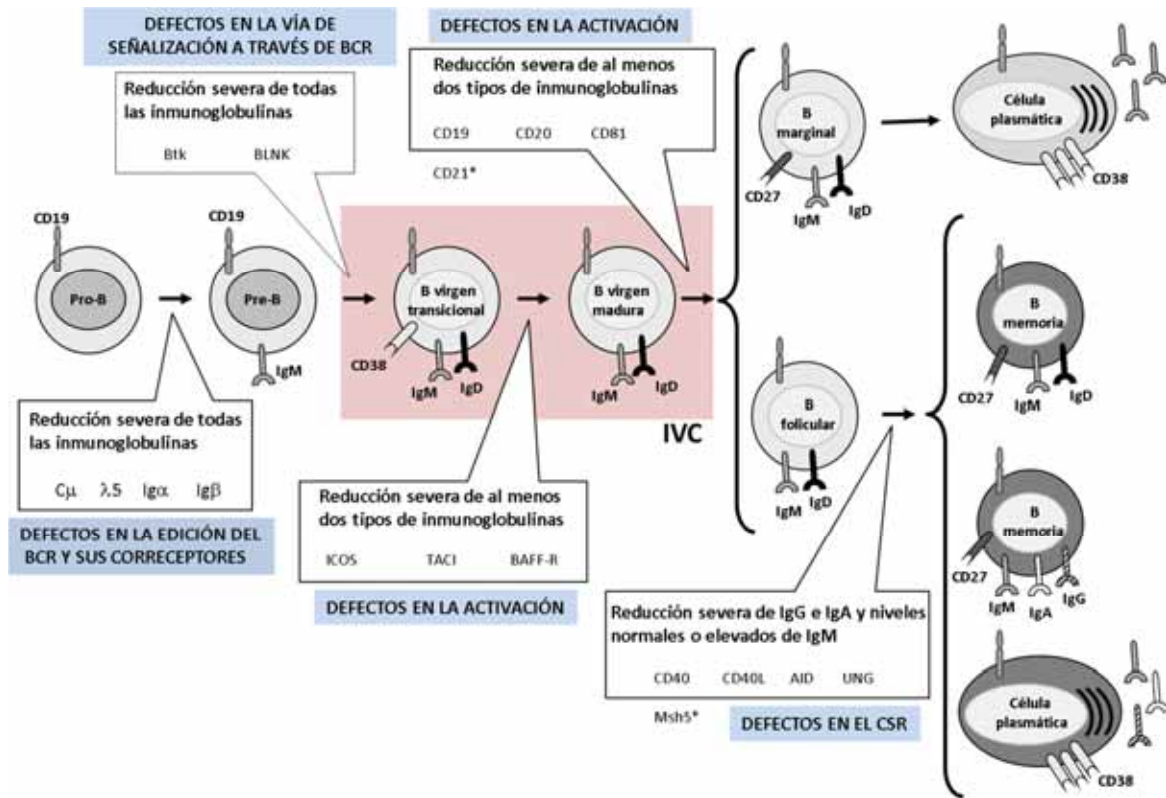 DEFECTOS EN LA VÍA DE
SEÑALIZACIÓN A TRAVÉS DE BCR
Reducción severa de todas
las inmunoglobulinas
Btk BLNK
DEFECTOS EN LA ACTIVACIÓN
Reducción severa de al menos
dos tipos de inmunoglobulinas
CD19 CD20 CD81
CD21*
CD19
Pro-B
CD19
Pre-B
IgM
Reducción severa de todas
las inmunoglobulinas
Cμ λ5 Igα Igβ
DEFECTOS EN LA EDICIÓN DEL
BCR Y SUS CORRECEPTORES
B virgen
transicional
CD38
IgM
IgD
B virgen
madura
IgM
IgD
IVC
Reducción severa de al menos
dos tipos de inmunoglobulinas
ICOS TACI BAFF-R
DEFECTOS EN LA ACTIVACIÓN
B
marginal
CD27
IgM
IgD
Célula
plasmática
CD38
B
folicular
IgM
IgD
Reducción severa de IgG e IgA y niveles
normales o elevados de IgM
CD40 CD40L AID UNG
Msh5*
DEFECTOS EN EL CSR
B
memoria
CD27
IgM
IgD
B
memoria
CD27
IgM
IgA
IgG
Célula
plasmática
CD38